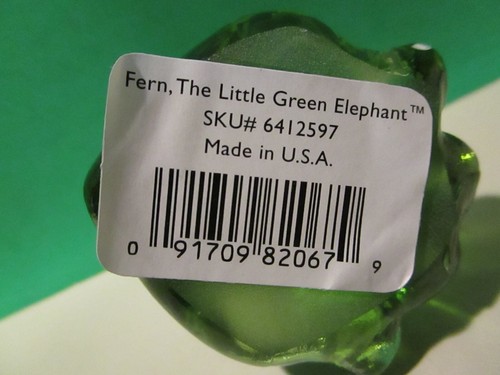 Fern, The Little Green Elephant™
SKU# 6412597
Made in U.S.A.
0 91709 82067 9